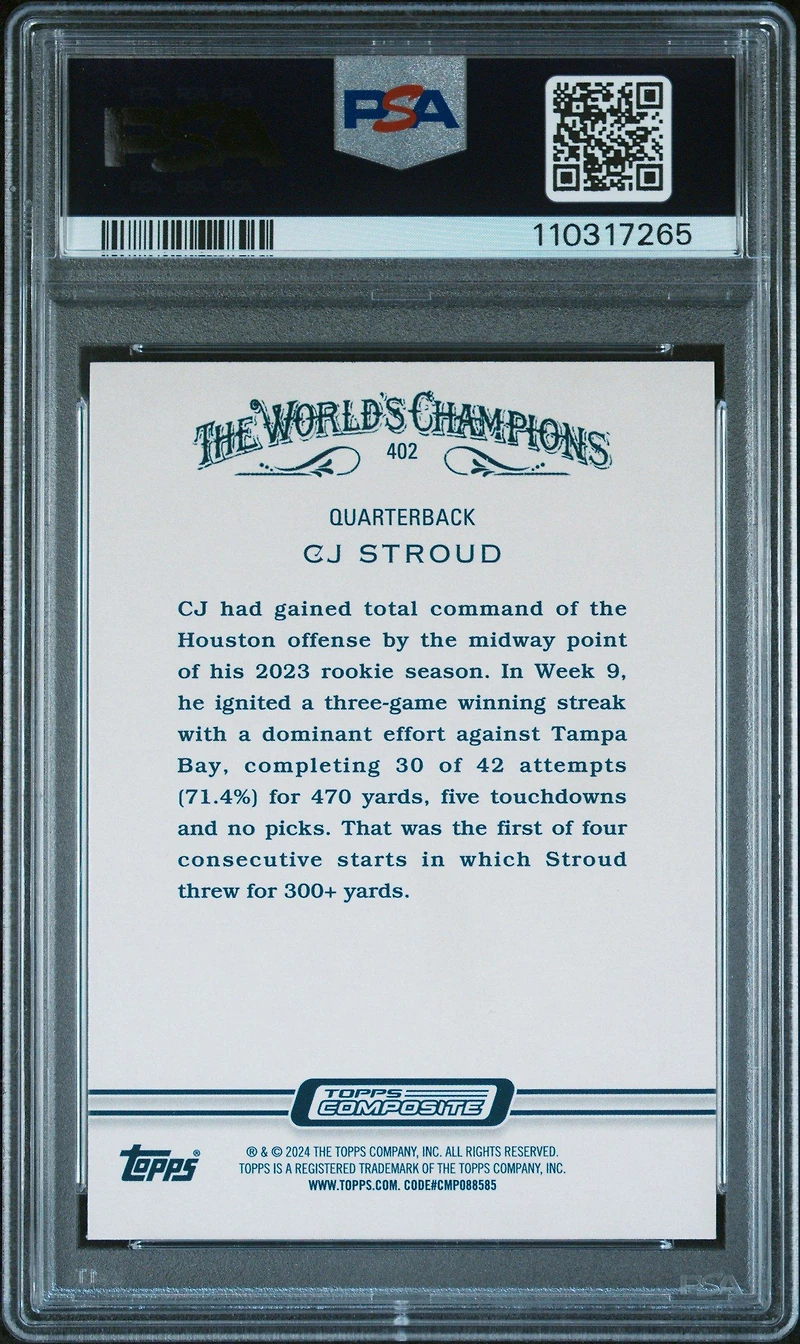 PSA
PSA
110317265
THE WORLD'S CHAMPIONS
402
QUARTERBACK
CJ STROUD
CJ had gained total command of the
Houston offense by the midway point
of his 2023 rookie season. In Week 9,
he ignited a three-game winning streak
with a dominant effort against Tampa
Bay, completing 30 of 42 attempts
(71.4%) for 470 yards, five touchdowns
and no picks. That was the first of four
consecutive starts in which Stroud
threw for 300+ yards.
TOPPS
COMPOSITE
Topps®
® & © 2024 THE TOPPS COMPANY, INC. ALL RIGHTS RESERVED.
TOPPS IS A REGISTERED TRADEMARK OF THE TOPPS COMPANY, INC.
WWW.TOPPS.COM. CODE#CMP088585
PSA